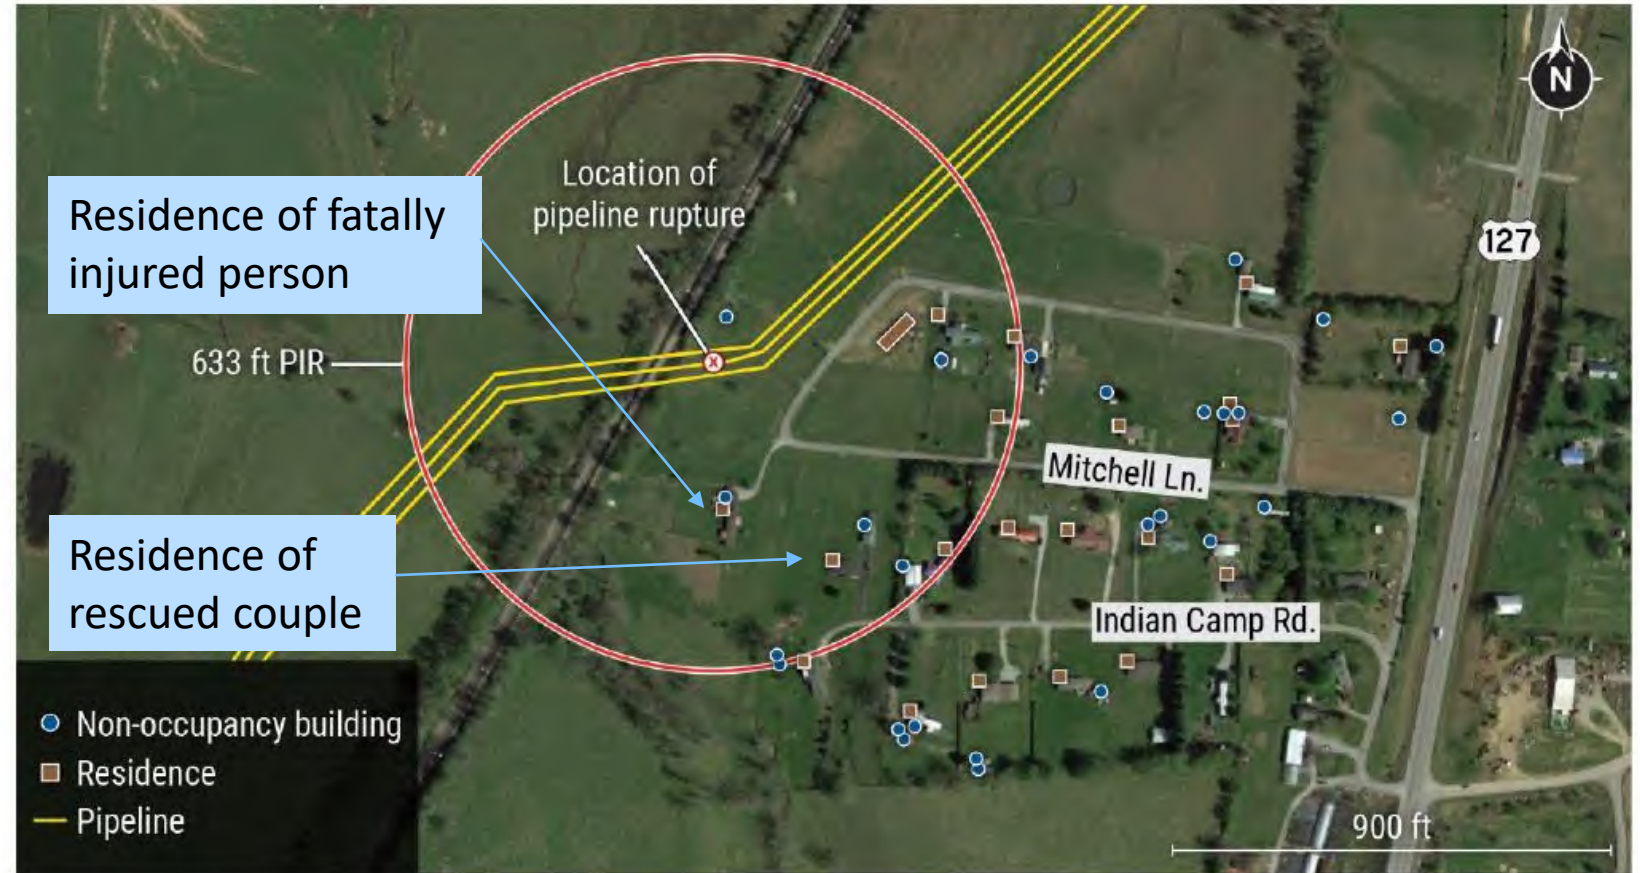 N
Location of
pipeline rupture
Residence of fatally
injured person
127
633 ft PIR
X
Mitchell Ln.
Residence of
rescued couple
Indian Camp Rd.
Non-occupancy building
Residence
Pipeline
900 ft